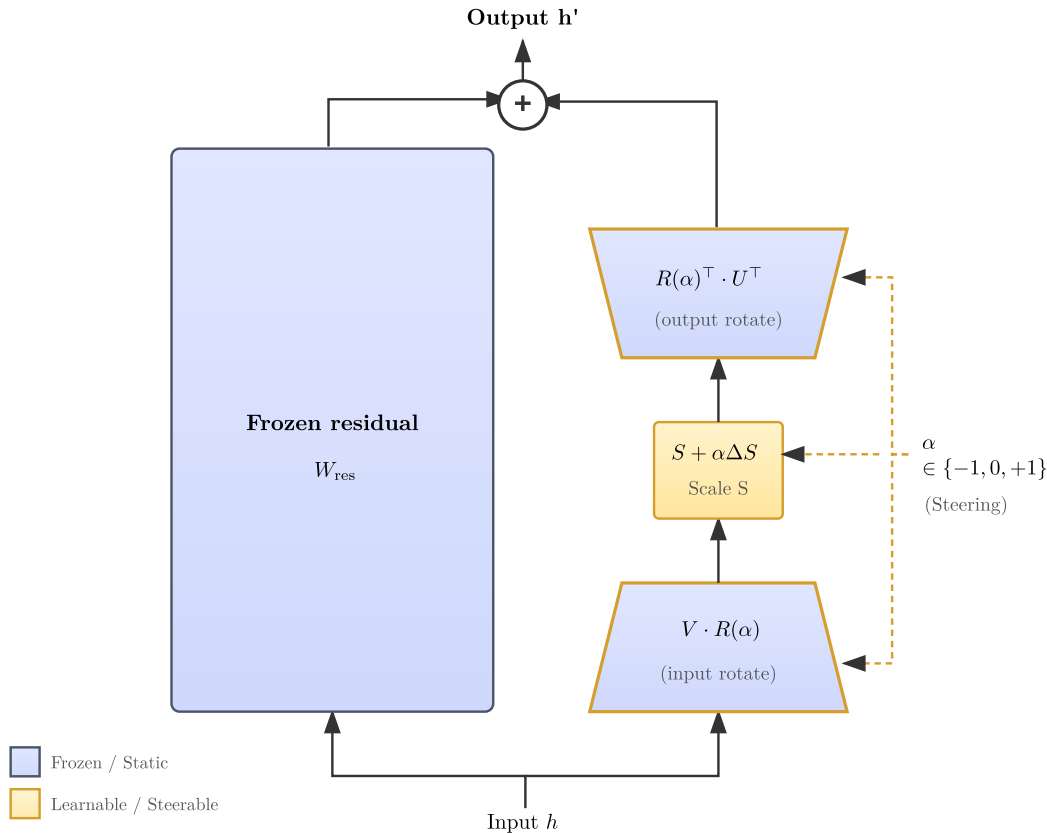 Output h'
+
R(α)⊤ · U⊤
(output rotate)
Frozen residual
W_res
S + αΔS
Scale S
α
∈ {−1, 0, +1}
(Steering)
V · R(α)
(input rotate)
Frozen / Static
Learnable / Steerable
Input h